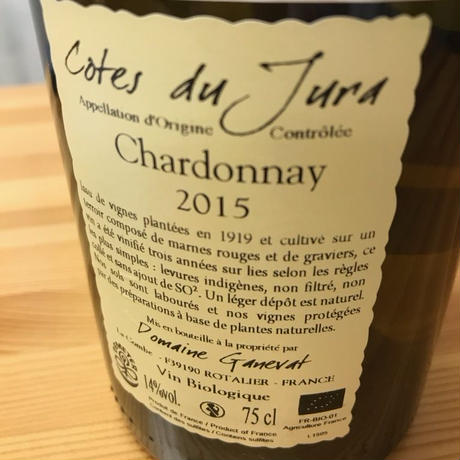 Côtes du Jura
Appellation d'Origine Contrôlée
Chardonnay
2015
Issu de vignes plantées en 1919 et cultivé sur un
terroir composé de marnes rouges et de graviers, ce
vin a été vinifié trois années sur lies selon les règles
les plus simples : levures indigènes, non filtré, non
collé et sans ajout de SO². Un léger dépôt est naturel.
Nos sols sont labourés et nos vignes protégées
par des préparations à base de plantes naturelles.
Mis en bouteille à la propriété par
Domaine Ganevat
La Combe - F39190 ROTALIER - FRANCE
Vin Biologique
14%vol.
75 cl
Produit de France / Product of France
Contient des sulfites / Contains sulfites
FR-BIO-01
Agriculture France
L1505